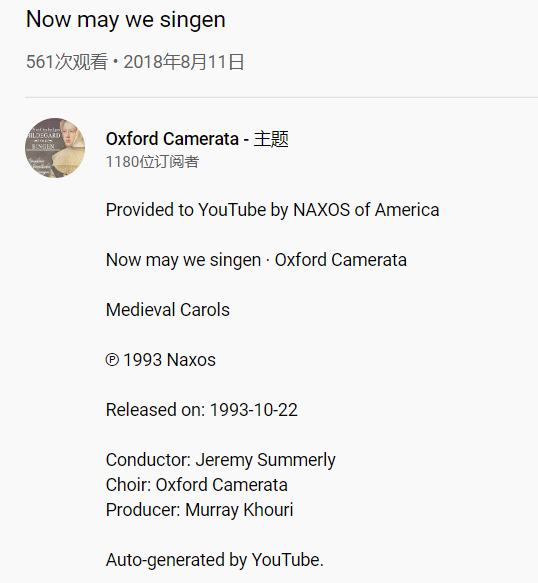 Now may we singen
561次观看 • 2018年8月11日
HILDEGARD
BINGEN
Oxford Camerata - 主题
1180位订阅者
Provided to YouTube by NAXOS of America
Now may we singen · Oxford Camerata
Medieval Carols
℗ 1993 Naxos
Released on: 1993-10-22
Conductor: Jeremy Summerly
Choir: Oxford Camerata
Producer: Murray Khouri
Auto-generated by YouTube.